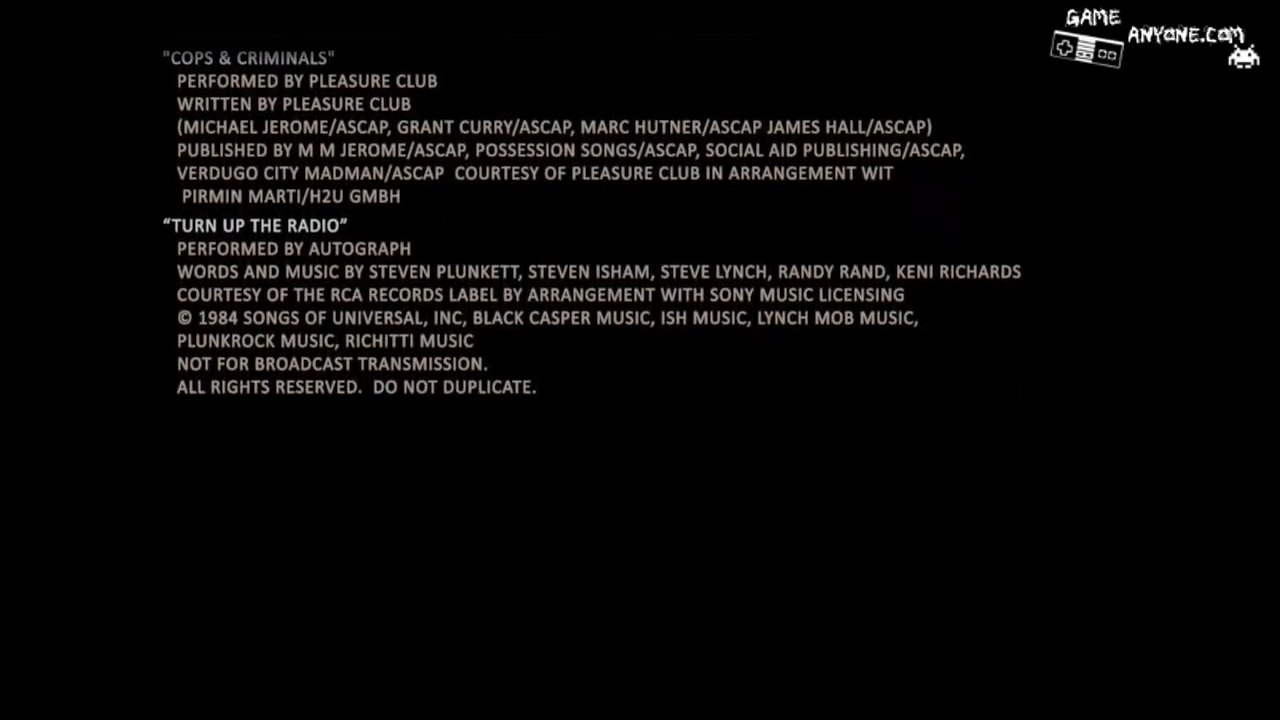 GAME
ANYONE.COM
"COPS & CRIMINALS"
PERFORMED BY PLEASURE CLUB
WRITTEN BY PLEASURE CLUB
(MICHAEL JEROME/ASCAP, GRANT CURRY/ASCAP, MARC HUTNER/ASCAP JAMES HALL/ASCAP)
PUBLISHED BY M M JEROME/ASCAP, POSSESSION SONGS/ASCAP, SOCIAL AID PUBLISHING/ASCAP,
VERDUGO CITY MADMAN/ASCAP  COURTESY OF PLEASURE CLUB IN ARRANGEMENT WIT
PIRMIN MARTI/H2U GMBH
“TURN UP THE RADIO”
PERFORMED BY AUTOGRAPH
WORDS AND MUSIC BY STEVEN PLUNKETT, STEVEN ISHAM, STEVE LYNCH, RANDY RAND, KENI RICHARDS
COURTESY OF THE RCA RECORDS LABEL BY ARRANGEMENT WITH SONY MUSIC LICENSING
© 1984 SONGS OF UNIVERSAL, INC, BLACK CASPER MUSIC, ISH MUSIC, LYNCH MOB MUSIC,
PLUNKROCK MUSIC, RICHITTI MUSIC
NOT FOR BROADCAST TRANSMISSION.
ALL RIGHTS RESERVED.  DO NOT DUPLICATE.